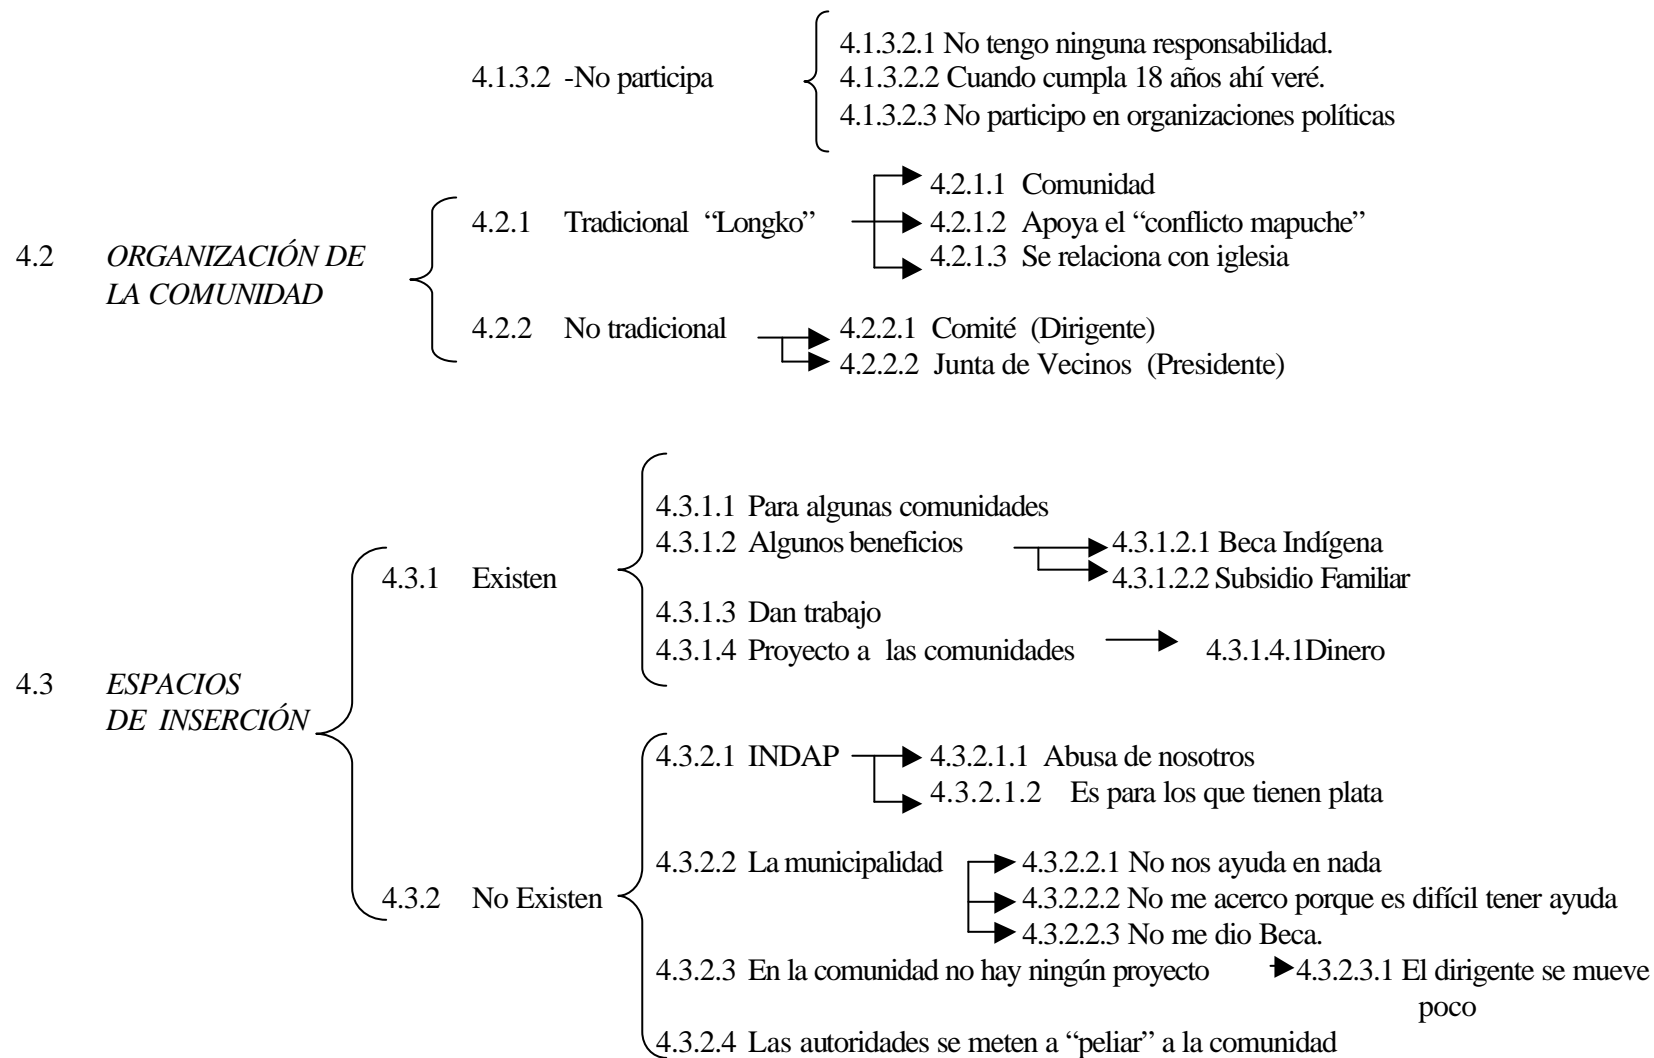 4.1.3.2 -No participa
4.1.3.2.1 No tengo ninguna responsabilidad.
4.1.3.2.2 Cuando cumpla 18 años ahí veré.
4.1.3.2.3 No participo en organizaciones políticas
4.2 ORGANIZACIÓN DE
LA COMUNIDAD
4.2.1 Tradicional “Longko”
4.2.1.1 Comunidad
4.2.1.2 Apoya el “conflicto mapuche”
4.2.1.3 Se relaciona con iglesia
4.2.2 No tradicional
4.2.2.1 Comité (Dirigente)
4.2.2.2 Junta de Vecinos (Presidente)
4.3 ESPACIOS
DE INSERCIÓN
4.3.1 Existen
4.3.1.1 Para algunas comunidades
4.3.1.2 Algunos beneficios
4.3.1.2.1 Beca Indígena
4.3.1.2.2 Subsidio Familiar
4.3.1.3 Dan trabajo
4.3.1.4 Proyecto a las comunidades
4.3.1.4.1Dinero
4.3.2 No Existen
4.3.2.1 INDAP
4.3.2.1.1 Abusa de nosotros
4.3.2.1.2 Es para los que tienen plata
4.3.2.2 La municipalidad
4.3.2.2.1 No nos ayuda en nada
4.3.2.2.2 No me acerco porque es difícil tener ayuda
4.3.2.2.3 No me dio Beca.
4.3.2.3 En la comunidad no hay ningún proyecto
4.3.2.3.1 El dirigente se mueve
poco
4.3.2.4 Las autoridades se meten a “peliar” a la comunidad